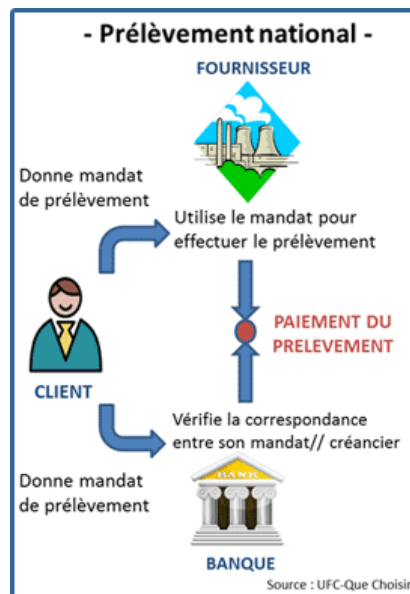 - Prélèvement national -
FOURNISSEUR
Donne mandat
de prélèvement
Utilise le mandat pour
effectuer le prélèvement
PAIEMENT DU
PRELEVEMENT
CLIENT
Vérifie la correspondance
entre son mandat// créancier
Donne mandat
de prélèvement
BANK
BANQUE
Source : UFC-Que Choisir